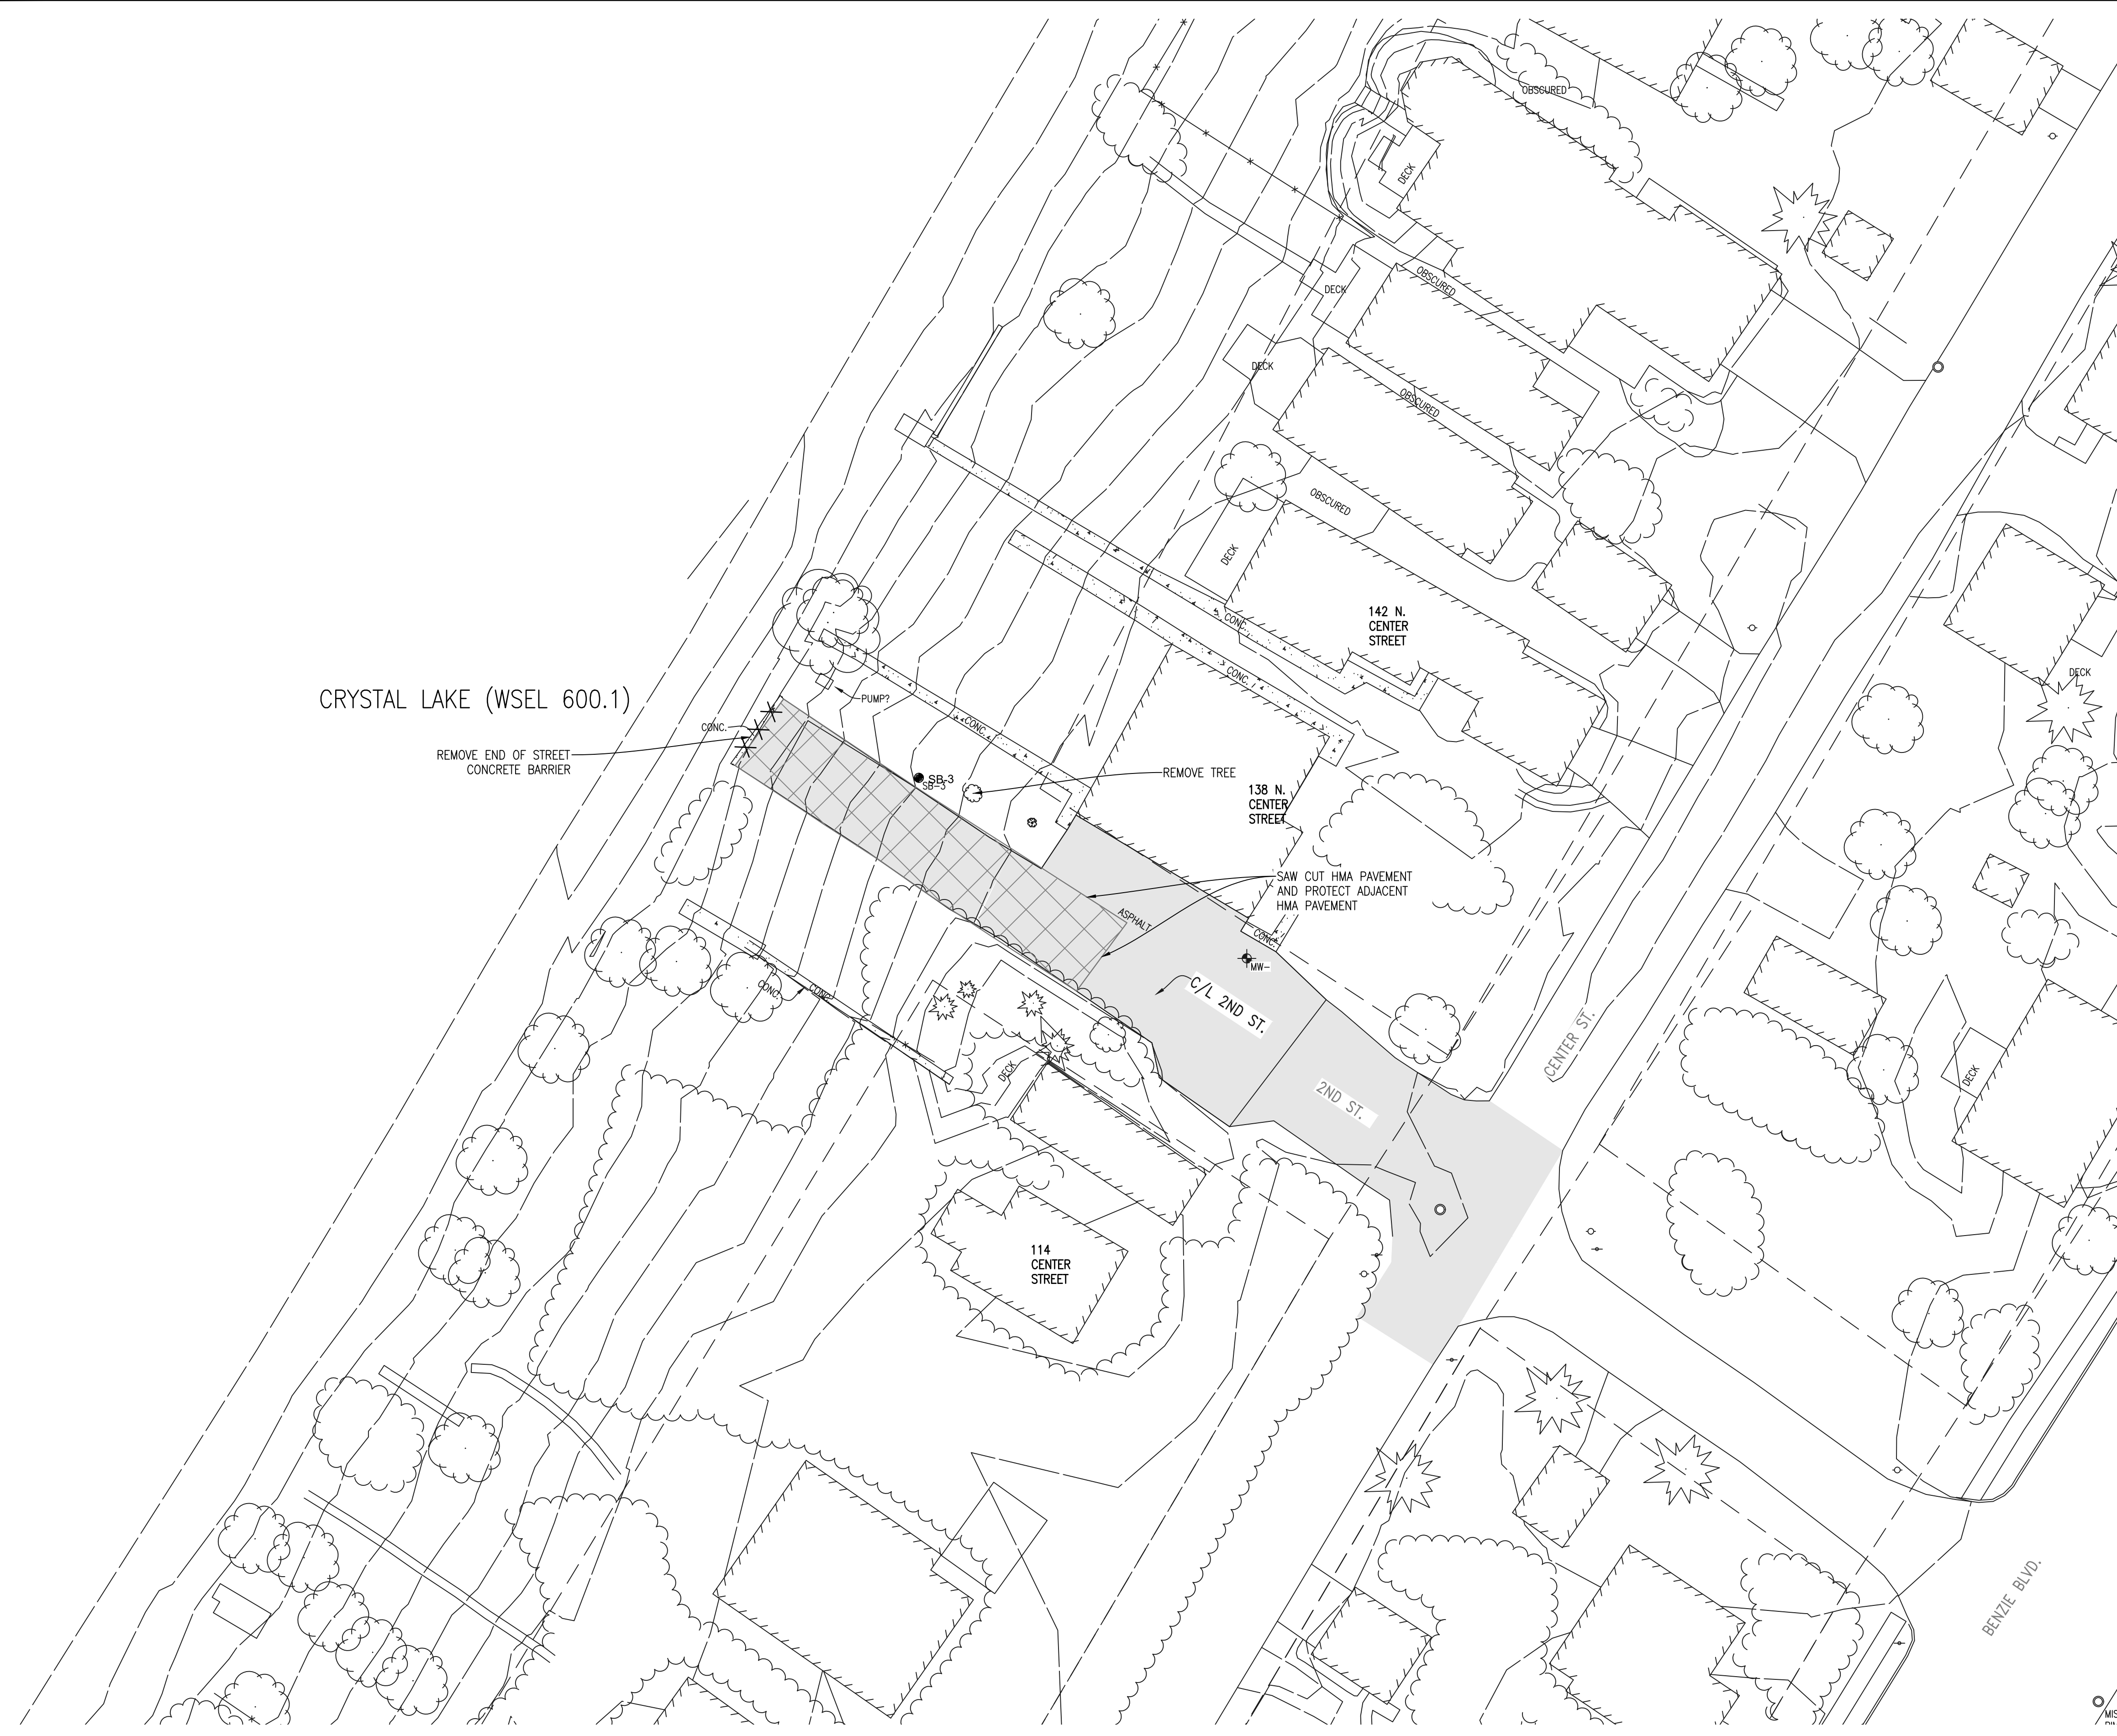 OBSCURED
DECK
OBSCURED
DECK
DECK
OBSCURED
OBSCURED
DECK
142 N.
CENTER
STREET
CONC.
CONC.
DECK
CRYSTAL LAKE (WSEL 600.1)
PUMP?
CONC.
CONC.
REMOVE END OF STREET
CONCRETE BARRIER
SB-3
SB-3
REMOVE TREE
138 N.
CENTER
STREET
SAW CUT HMA PAVEMENT
AND PROTECT ADJACENT
HMA PAVEMENT
ASPHALT
CONC.
MW-
C/L 2ND ST.
CONC.
CONC.
CENTER ST.
DECK
DECK
2ND ST.
114
CENTER
STREET
BENZIE BLVD.